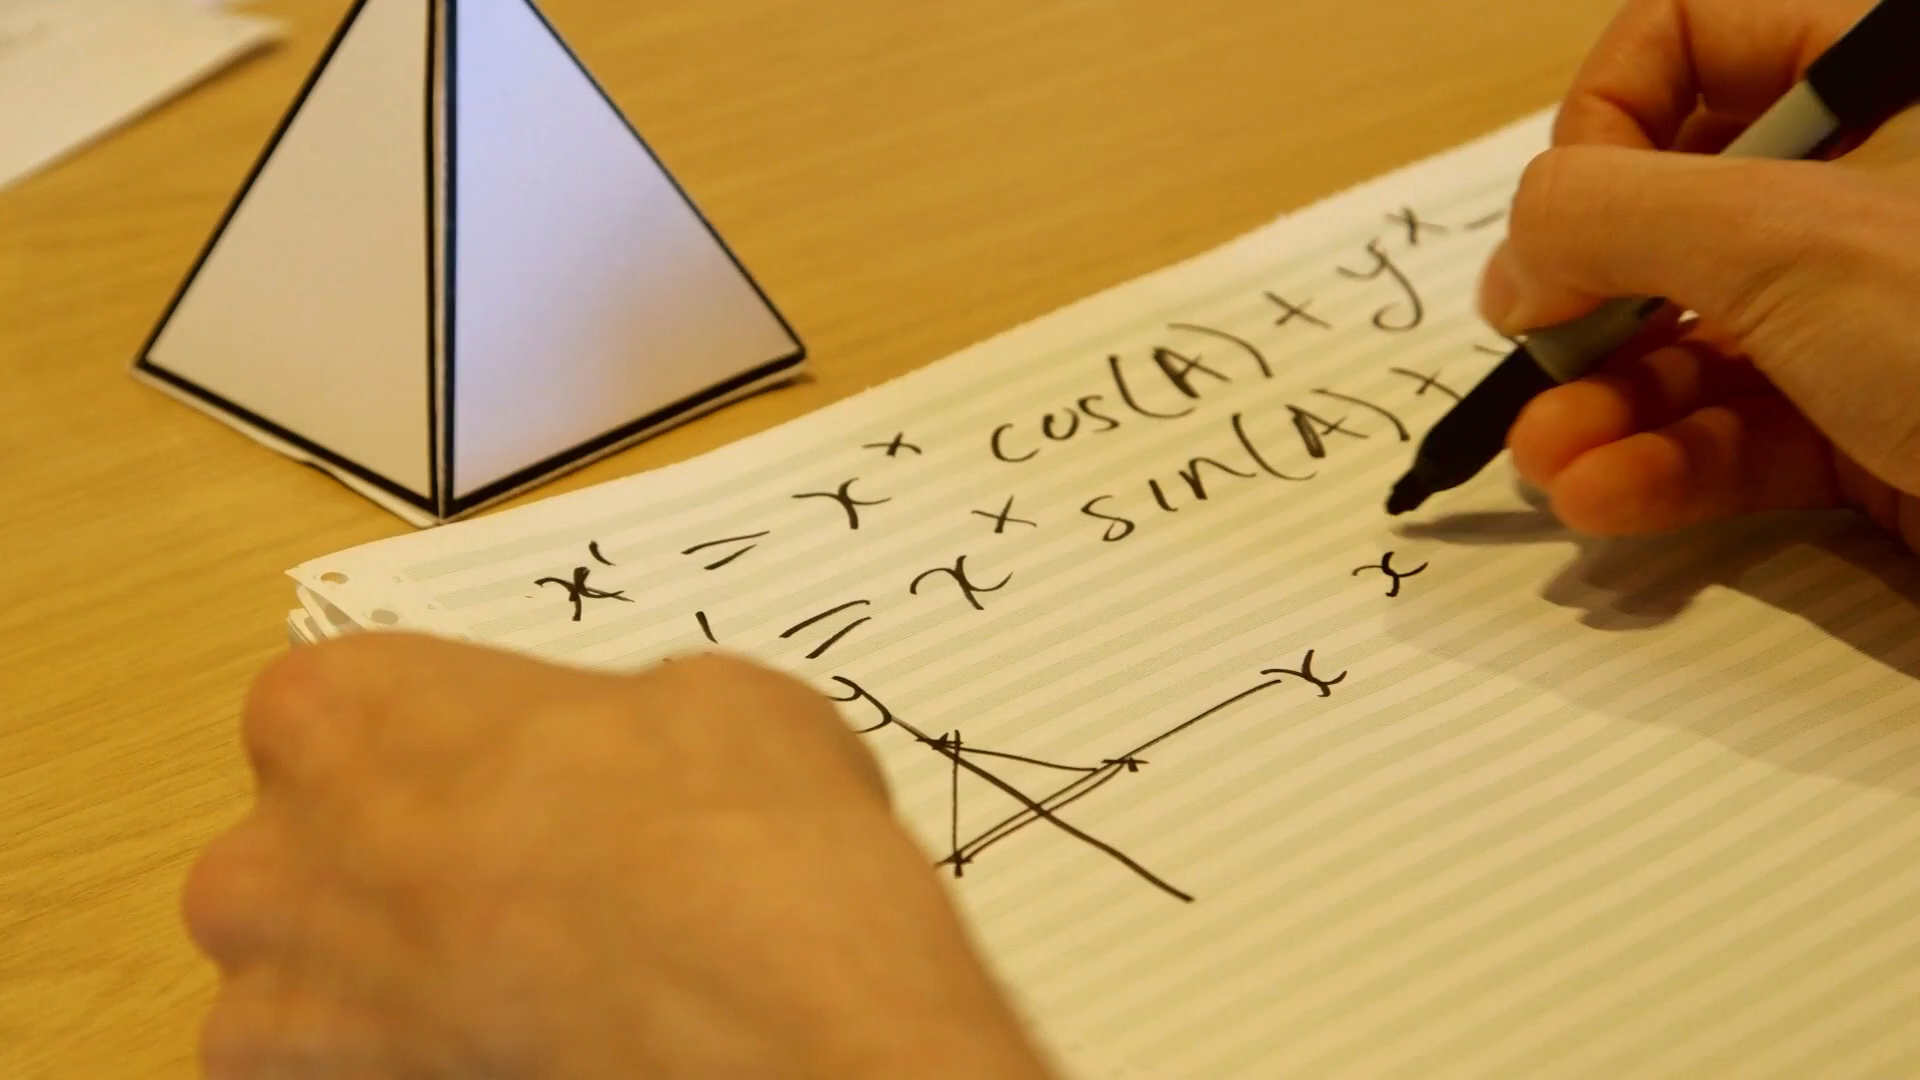 x' = x × cos(A) + y × -
' = x × sin(A) + 
x
y x